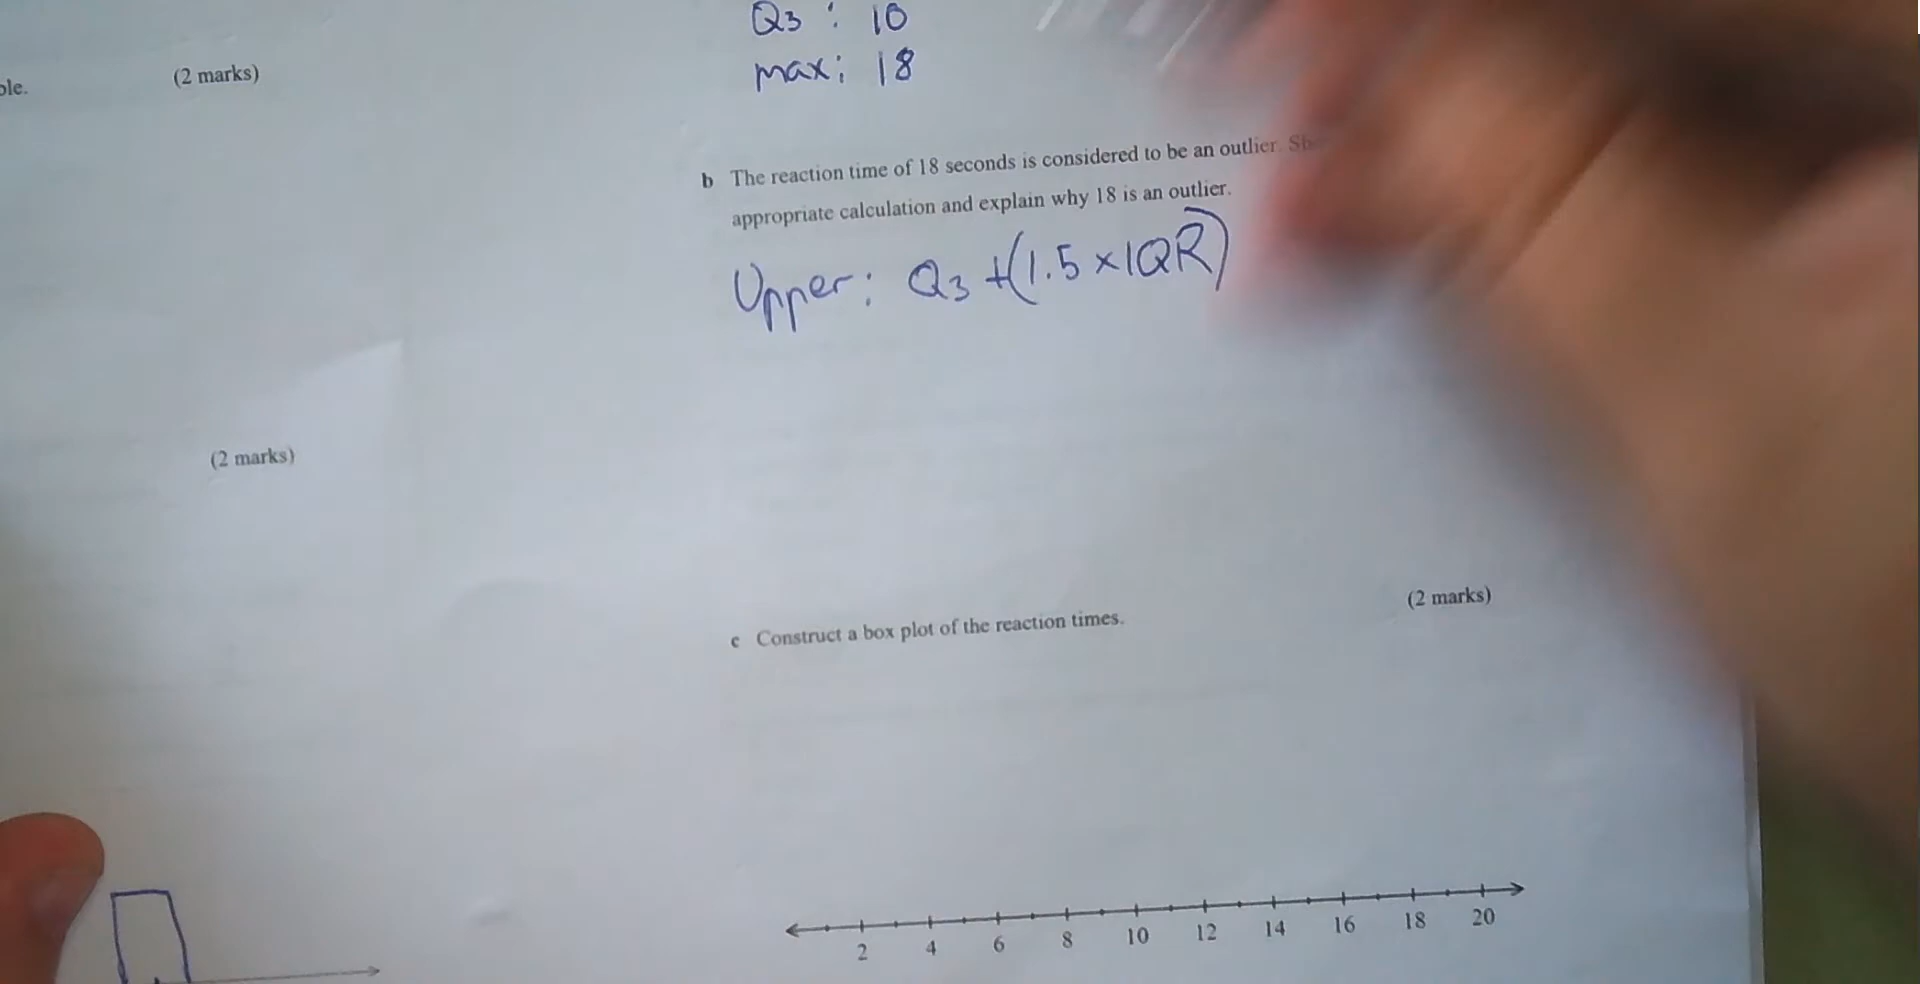 Q3 : 10
max: 18
ple.
(2 marks)
b The reaction time of 18 seconds is considered to be an outlier.
appropriate calculation and explain why 18 is an outlier.
Upper: Q3 + (1.5 × IQR)
(2 marks)
(2 marks)
c Construct a box plot of the reaction times.
2 4 6 8 10 12 14 16 18 20